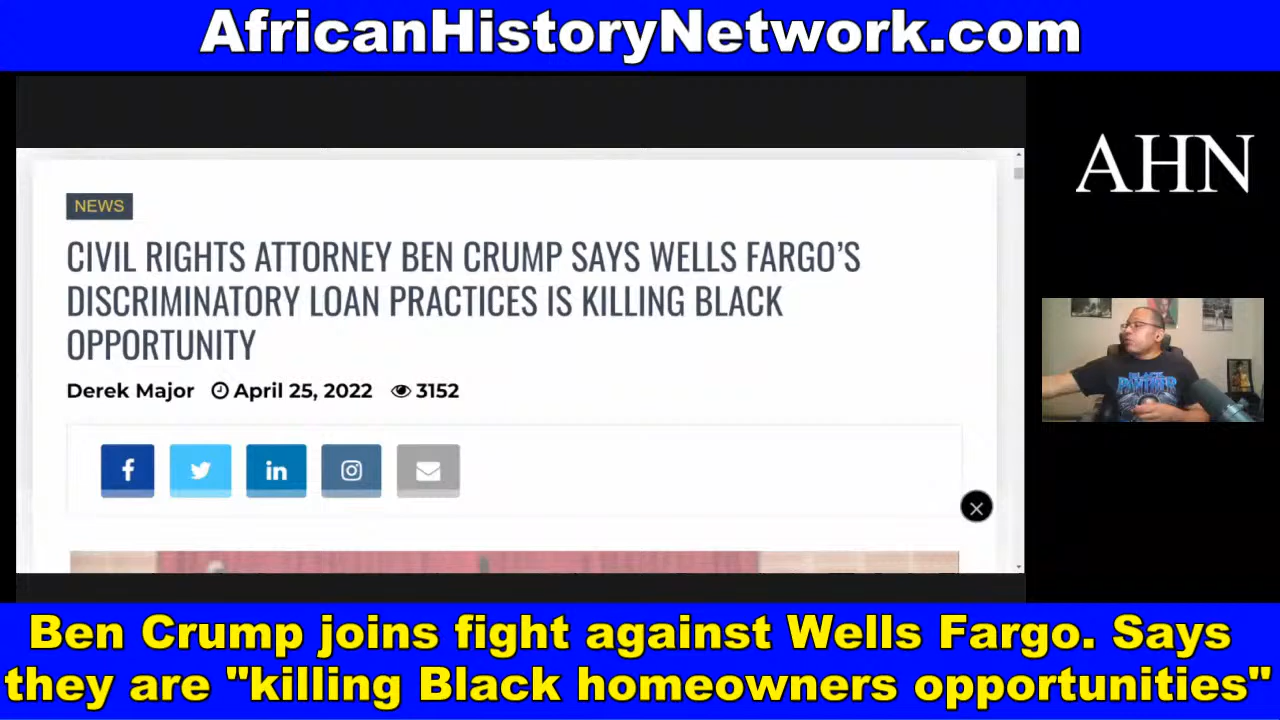 AfricanHistoryNetwork.com
AHN
NEWS
CIVIL RIGHTS ATTORNEY BEN CRUMP SAYS WELLS FARGO'S
DISCRIMINATORY LOAN PRACTICES IS KILLING BLACK
OPPORTUNITY
Derek Major April 25, 2022 3152
BLACK
PANTHER
Ben Crump joins fight against Wells Fargo. Says
they are "killing Black homeowners opportunities"